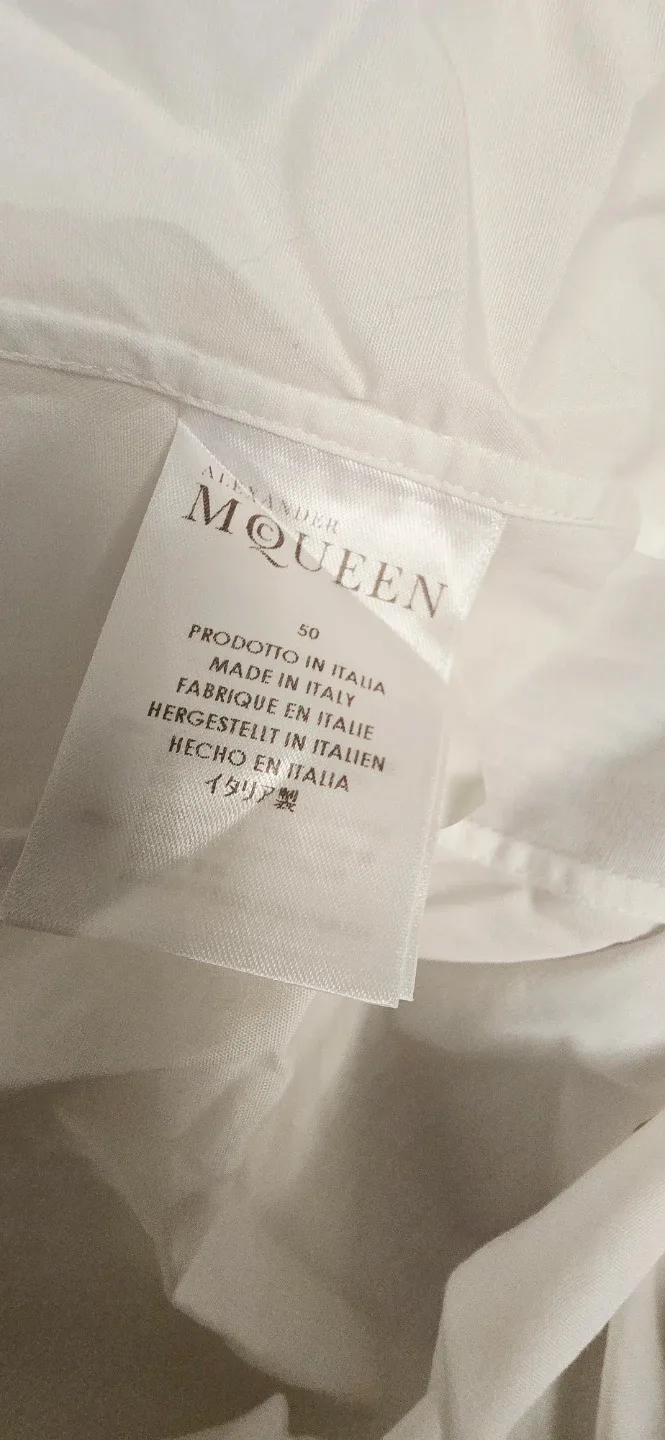 ALEXANDER
McQUEEN
50
PRODOTTO IN ITALIA
MADE IN ITALY
FABRIQUE EN ITALIE
HERGESTELLT IN ITALIEN
HECHO EN ITALIA
イタリア製